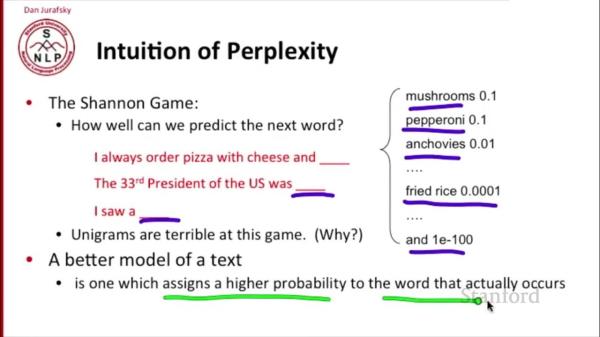 Dan Jurafsky
Stanford University
S
NLP
Natural Language Processing
Intuition of Perplexity
• The Shannon Game:
• How well can we predict the next word?
I always order pizza with cheese and ____
The 33rd President of the US was ____
I saw a ____
• Unigrams are terrible at this game. (Why?)
mushrooms 0.1
pepperoni 0.1
anchovies 0.01
....
fried rice 0.0001
....
and 1e-100
• A better model of a text
• is one which assigns a higher probability to the word that actually occurs
Stanford